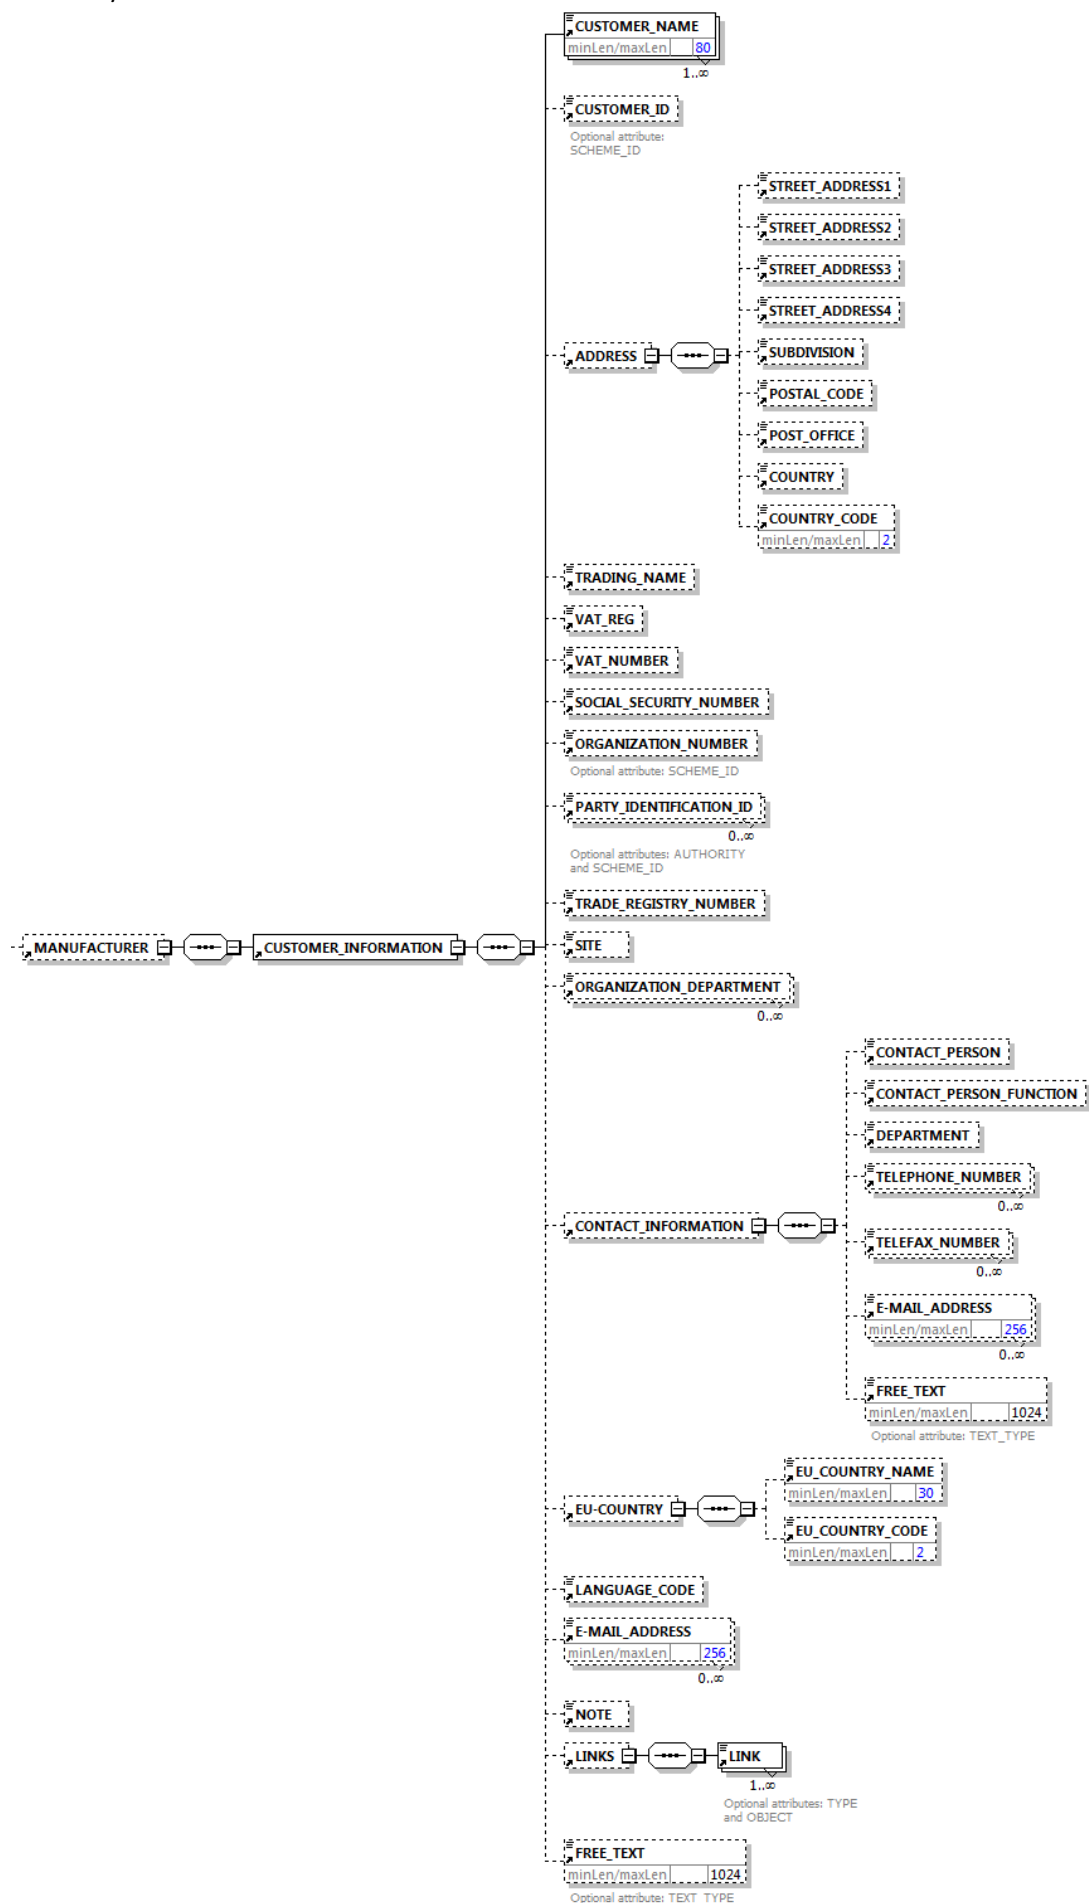 CUSTOMER_NAME
minLen/maxLen 80
1..∞
CUSTOMER_ID
Optional attribute:
SCHEME_ID
STREET_ADDRESS1
STREET_ADDRESS2
STREET_ADDRESS3
STREET_ADDRESS4
ADDRESS
SUBDIVISION
POSTAL_CODE
POST_OFFICE
COUNTRY
COUNTRY_CODE
minLen/maxLen 2
TRADING_NAME
VAT_REG
VAT_NUMBER
SOCIAL_SECURITY_NUMBER
ORGANIZATION_NUMBER
Optional attribute: SCHEME_ID
PARTY_IDENTIFICATION_ID
0..∞
Optional attributes: AUTHORITY
and SCHEME_ID
TRADE_REGISTRY_NUMBER
MANUFACTURER
CUSTOMER_INFORMATION
SITE
ORGANIZATION_DEPARTMENT
0..∞
CONTACT_PERSON
CONTACT_PERSON_FUNCTION
DEPARTMENT
TELEPHONE_NUMBER
0..∞
CONTACT_INFORMATION
TELEFAX_NUMBER
0..∞
E-MAIL_ADDRESS
minLen/maxLen 256
0..∞
FREE_TEXT
minLen/maxLen 1024
Optional attribute: TEXT_TYPE
EU_COUNTRY_NAME
minLen/maxLen 30
EU-COUNTRY
EU_COUNTRY_CODE
minLen/maxLen 2
LANGUAGE_CODE
E-MAIL_ADDRESS
minLen/maxLen 256
0..∞
NOTE
LINKS
LINK
1..∞
Optional attributes: TYPE
and OBJECT
FREE_TEXT
minLen/maxLen 1024
Optional attribute: TEXT_TYPE